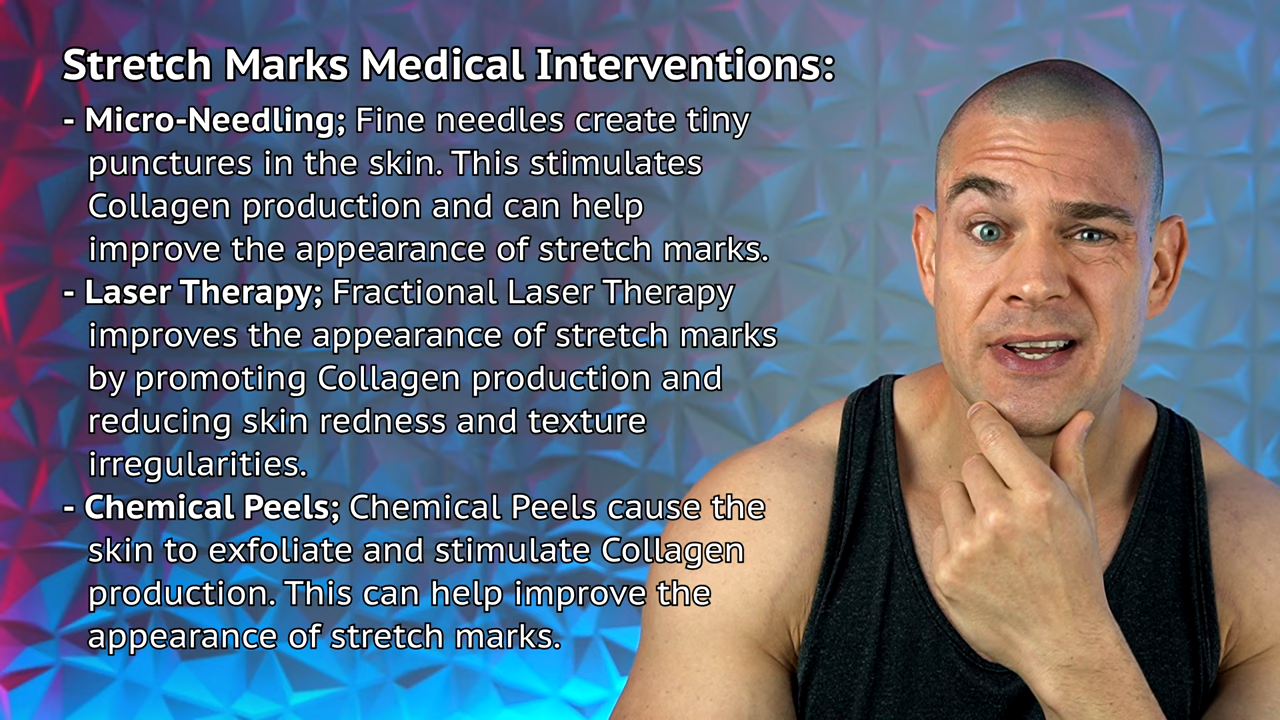 Stretch Marks Medical Interventions:
- Micro-Needling; Fine needles create tiny
punctures in the skin. This stimulates
Collagen production and can help
improve the appearance of stretch marks.
- Laser Therapy; Fractional Laser Therapy
improves the appearance of stretch marks
by promoting Collagen production and
reducing skin redness and texture
irregularities.
- Chemical Peels; Chemical Peels cause the
skin to exfoliate and stimulate Collagen
production. This can help improve the
appearance of stretch marks.